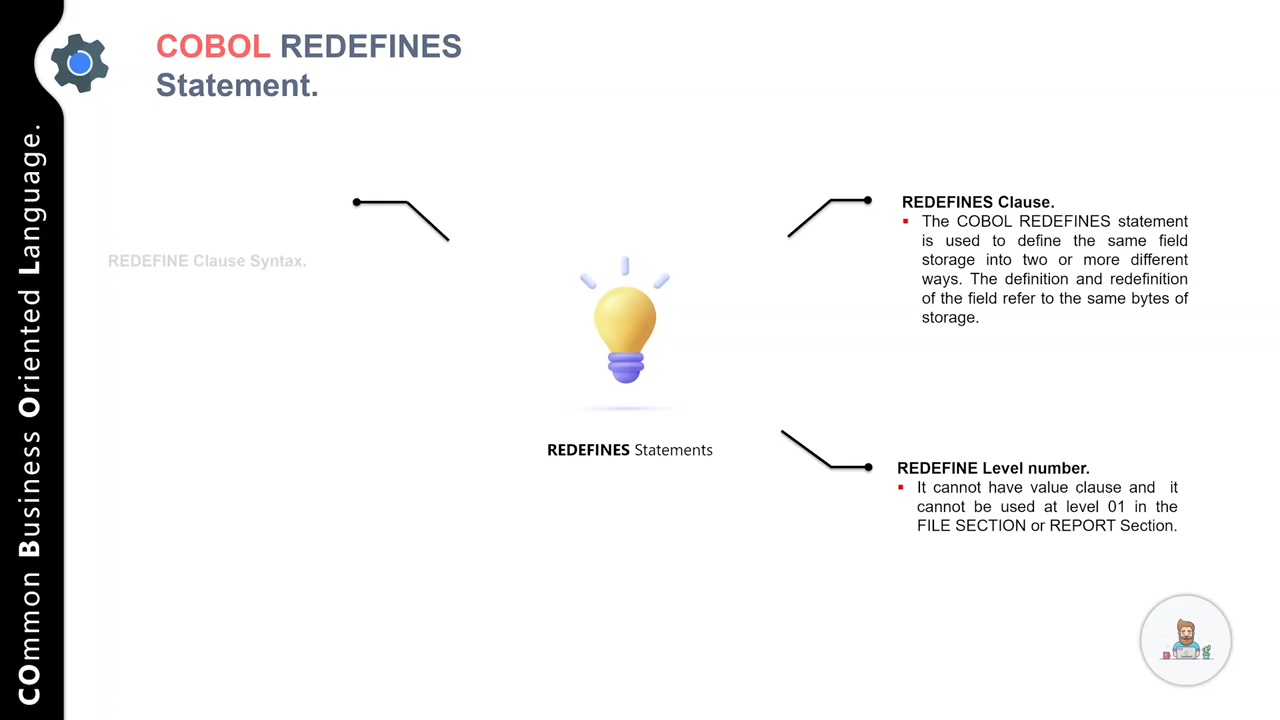 COmmon Business Oriented Language.
COBOL REDEFINES
Statement.
REDEFINE Clause Syntax.
REDEFINES Statements
REDEFINES Clause.
▪ The COBOL REDEFINES statement
is used to define the same field
storage into two or more different
ways. The definition and redefinition
of the field refer to the same bytes of
storage.
REDEFINE Level number.
▪ It cannot have value clause and it
cannot be used at level 01 in the
FILE SECTION or REPORT Section.